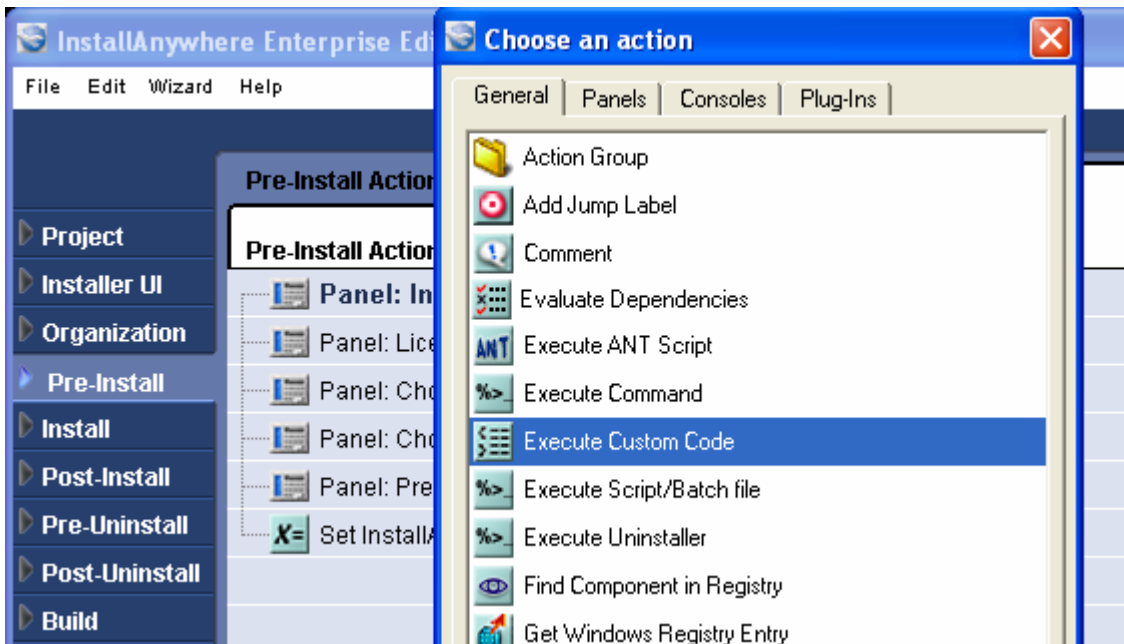 InstallAnywhere Enterprise Edi
File Edit Wizard Help
Project
Installer UI
Organization
Pre-Install
Install
Post-Install
Pre-Uninstall
Post-Uninstall
Build
Pre-Install Action
Pre-Install Action
Panel: In
Panel: Lice
Panel: Cho
Panel: Cho
Panel: Pre
X= Set InstallA
Choose an action
General Panels Consoles Plug-Ins
Action Group
Add Jump Label
Comment
Evaluate Dependencies
ANT Execute ANT Script
%>_ Execute Command
Execute Custom Code
%>_ Execute Script/Batch file
%>_ Execute Uninstaller
Find Component in Registry
Get Windows Registry Entry